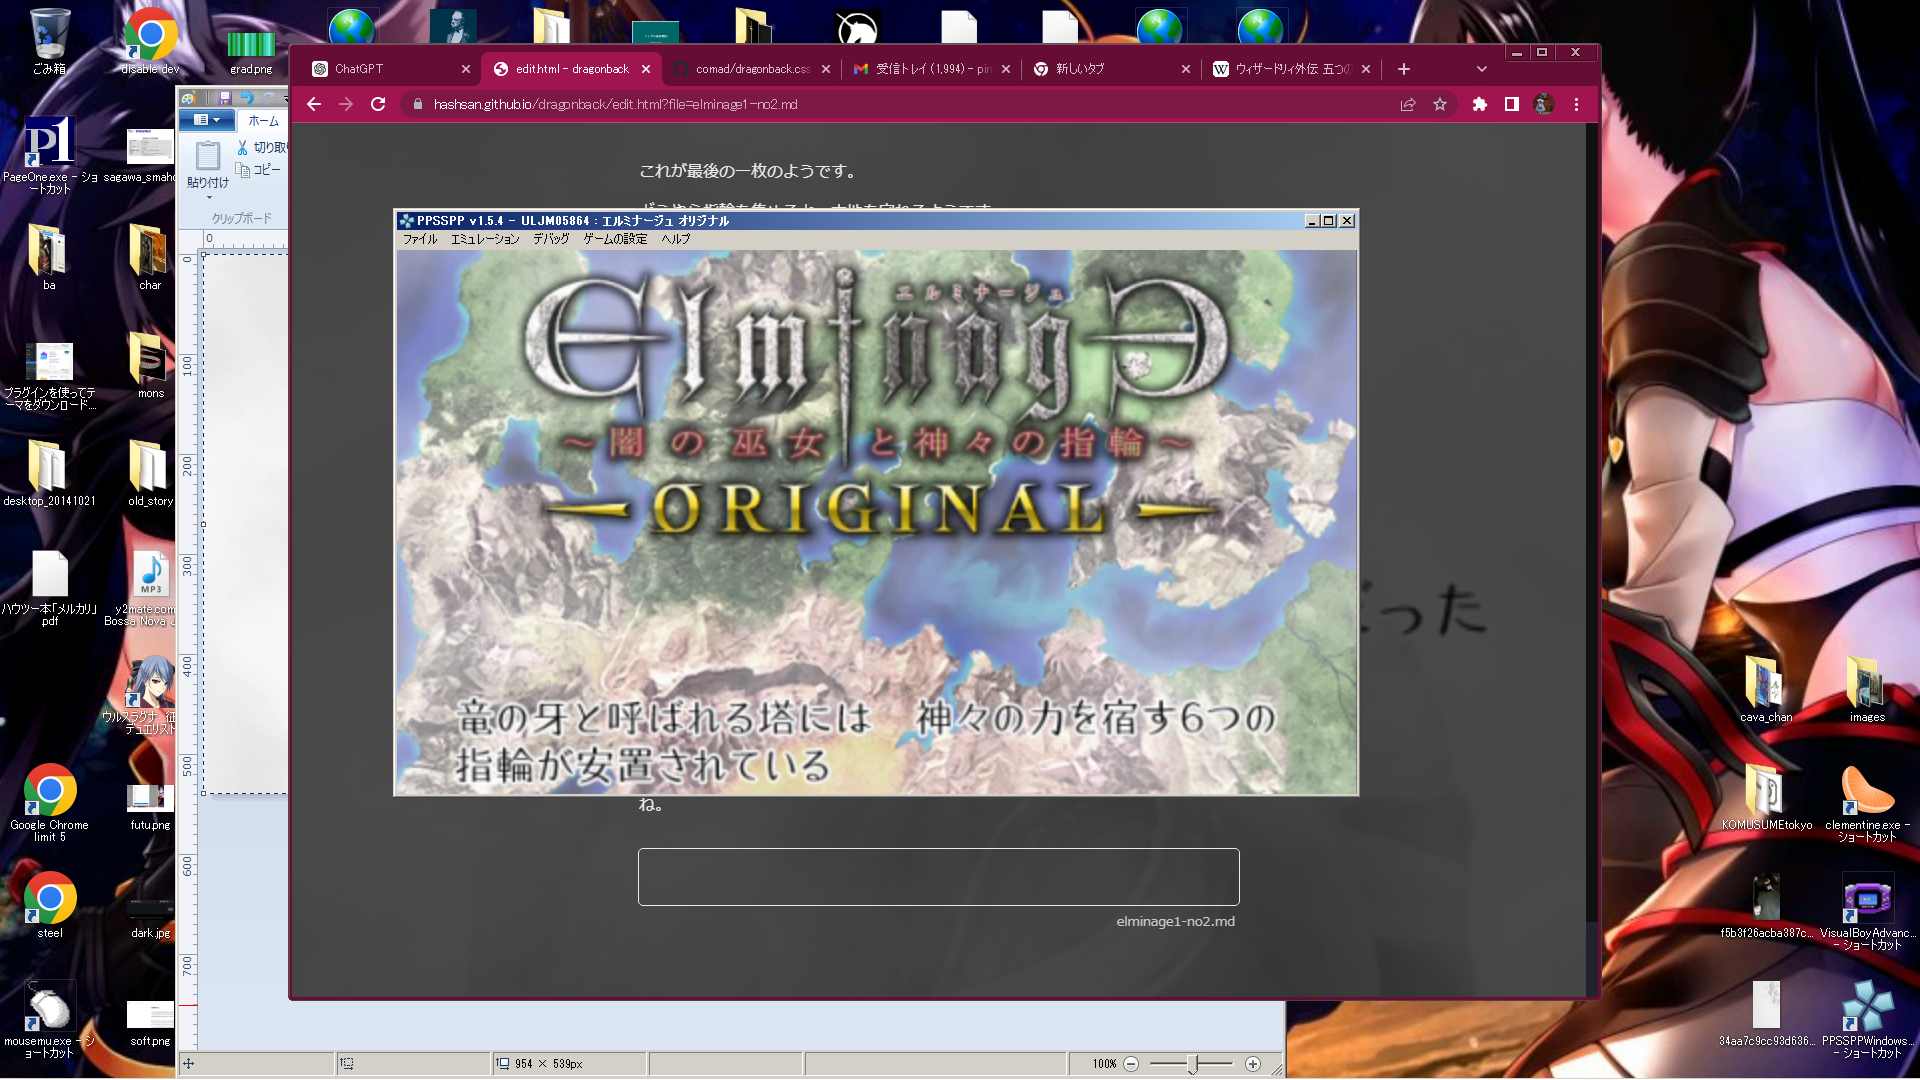 ごみ箱
disable dev
grad.png
PageOne.exe - ショ
ートカット
sagawa_smaho
ba
char
プラグインを使ってテ
ーマをダウンロード...
mons
desktop_20141021
old_story
ハウツー本「メルカリ」
.pdf
MP3
y2mate.com
Bossa Nova J
ウルスラグナ 征
デュエリスト
Google Chrome
limit 5
futu.png
steel
dark.jpg
mousemu.exe - シ
ョートカット
soft.png
ホーム
貼り付け
切り取り
コピー
クリップボード
0
0
100
200
300
400
500
600
700
954 × 539px
100%
ChatGPT
edit.html - dragonback
comad/dragonback.css
受信トレイ (1,994) - pin
新しいタブ
ウィザードリィ外伝 五つの
hashsan.github.io/dragonback/edit.html?file=elminage1-no2.md
これが最後の一枚のようです。
PPSSPP v1.5.4 - ULJM05864 : エルミナージュ オリジナル
ファイル エミュレーション デバッグ ゲームの設定 ヘルプ
エルミナージュ
Elminage
～闇の巫女と神々の指輪～
ORIGINAL
竜の牙と呼ばれる塔には 神々の力を宿す6つの
指輪が安置されている
った
ね。
elminage1-no2.md
cava_chan
images
KOMUSUMEtokyo
clementine.exe -
ショートカット
f5b3f26acba387c...
VisualBoyAdvanc...
- ショートカット
34aa7c9cc93d636...
PPSSPPWindows...
- ショートカット